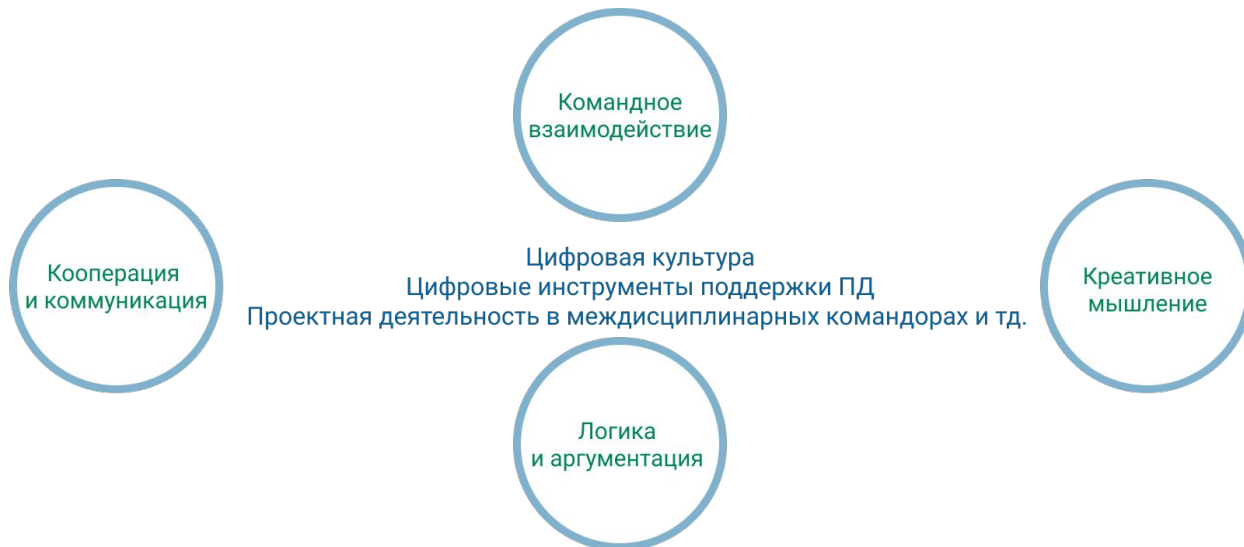 Командное
взаимодействие
Кооперация
и коммуникация
Цифровая культура
Цифровые инструменты поддержки ПД
Проектная деятельность в междисциплинарных командорах и тд.
Креативное
мышление
Логика
и аргументация